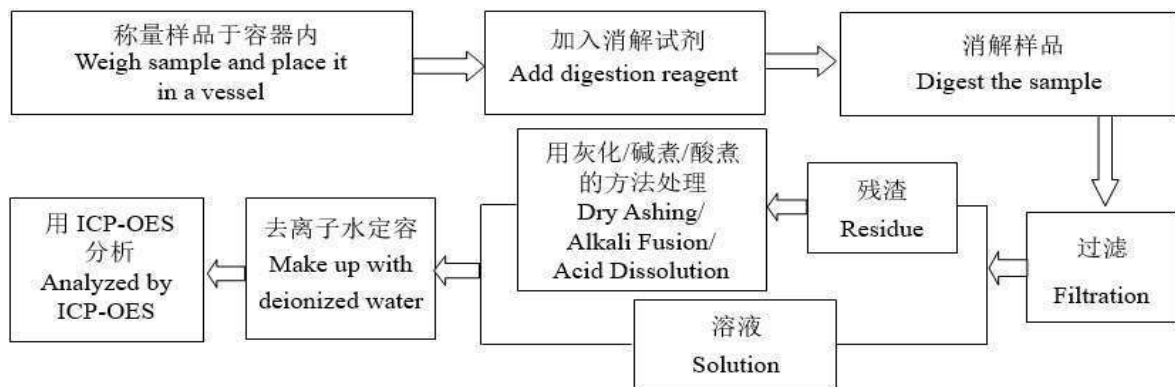 称量样品于容器内
Weigh sample and place it
in a vessel
加入消解试剂
Add digestion reagent
消解样品
Digest the sample
过滤
Filtration
残渣
Residue
用灰化/碱煮/酸煮
的方法处理
Dry Ashing/
Alkali Fusion/
Acid Dissolution
溶液
Solution
去离子水定容
Make up with
deionized water
用 ICP-OES
分析
Analyzed by
ICP-OES